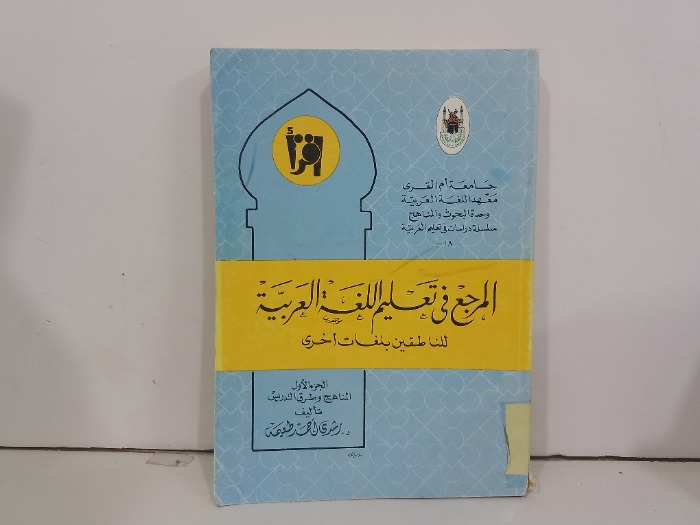 اقرأ
جامعة أم القرى
معهد اللغة العربية
وحدة البحوث والمناهج
سلسلة دراسات في تعليم العربية
١٨
المرجع في تعليم اللغة العربية
للناطقين بلغات أخرى
الجزء الأول
المناهج وطرق التدريس
تأليف
د. رشدي أحمد طعيمة